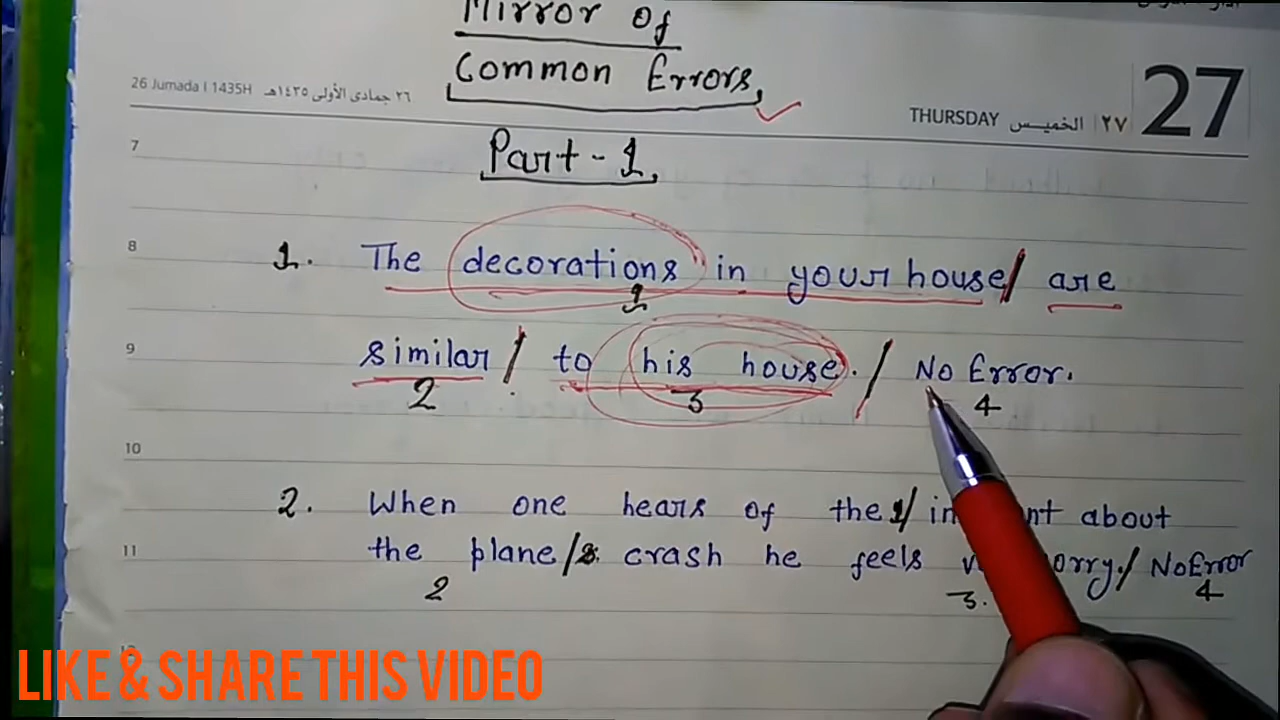 Mirror of
Common Errors,
26 Jumada I 1435H ٢٦ جمادى الأولى ١٤٣٥هـ
THURSDAY الخميس ٢٧ 27
Part-1
7
8
1. The decorations in your house/ are
1
9
similar/ to his house./ No Error.
2 3 4
10
2. When one hears of the/ about
1
11
the plane/ crash he feels /No Error
2 3. 4
LIKE & SHARE THIS VIDEO